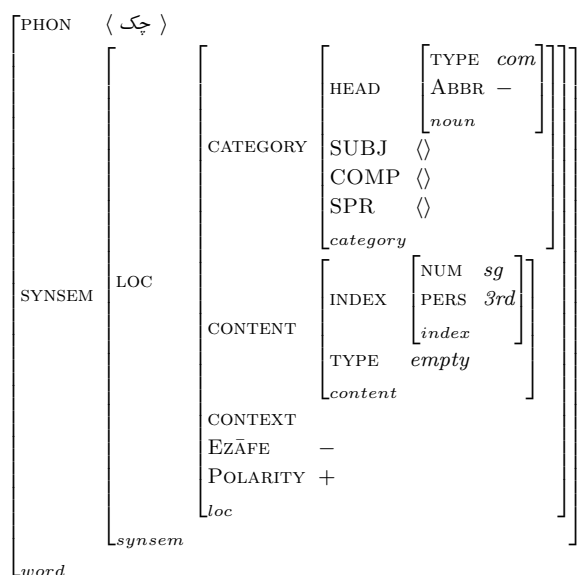 PHON ⟨ چک ⟩
TYPE com
HEAD ABBR −
noun
CATEGORY SUBJ ⟨⟩
COMP ⟨⟩
SPR ⟨⟩
category
LOC
SYNSEM NUM sg
INDEX PERS 3rd
CONTENT index
TYPE empty
content
CONTEXT
EZĀFE −
POLARITY +
loc
synsem
word